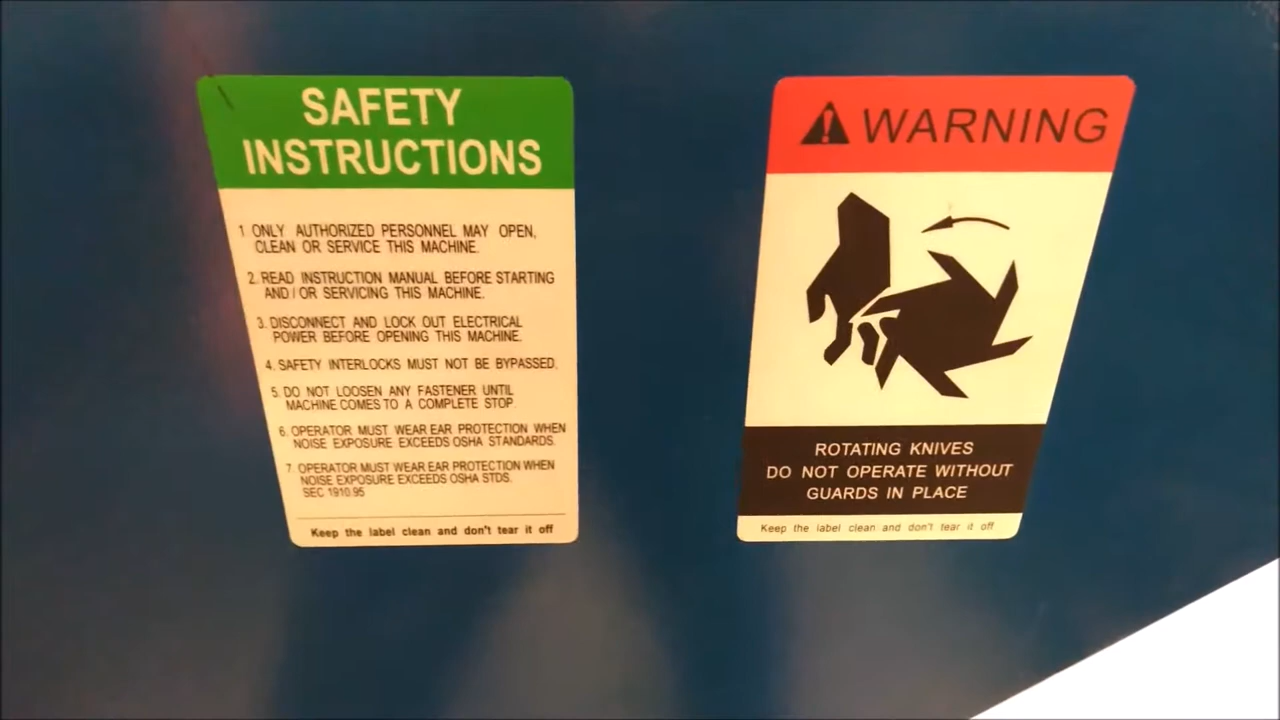 SAFETY
INSTRUCTIONS
1 ONLY AUTHORIZED PERSONNEL MAY OPEN,
CLEAN OR SERVICE THIS MACHINE.
2. READ INSTRUCTION MANUAL BEFORE STARTING
AND / OR SERVICING THIS MACHINE.
3. DISCONNECT AND LOCK OUT ELECTRICAL
POWER BEFORE OPENING THIS MACHINE.
4. SAFETY INTERLOCKS MUST NOT BE BYPASSED.
5. DO NOT LOOSEN ANY FASTENER UNTIL
MACHINE COMES TO A COMPLETE STOP.
6. OPERATOR MUST WEAR EAR PROTECTION WHEN
NOISE EXPOSURE EXCEEDS OSHA STANDARDS.
7. OPERATOR MUST WEAR EAR PROTECTION WHEN
NOISE EXPOSURE EXCEEDS OSHA STDS.
SEC 1910.95
Keep the label clean and don't tear it off
WARNING
ROTATING KNIVES
DO NOT OPERATE WITHOUT
GUARDS IN PLACE
Keep the label clean and don't tear it off